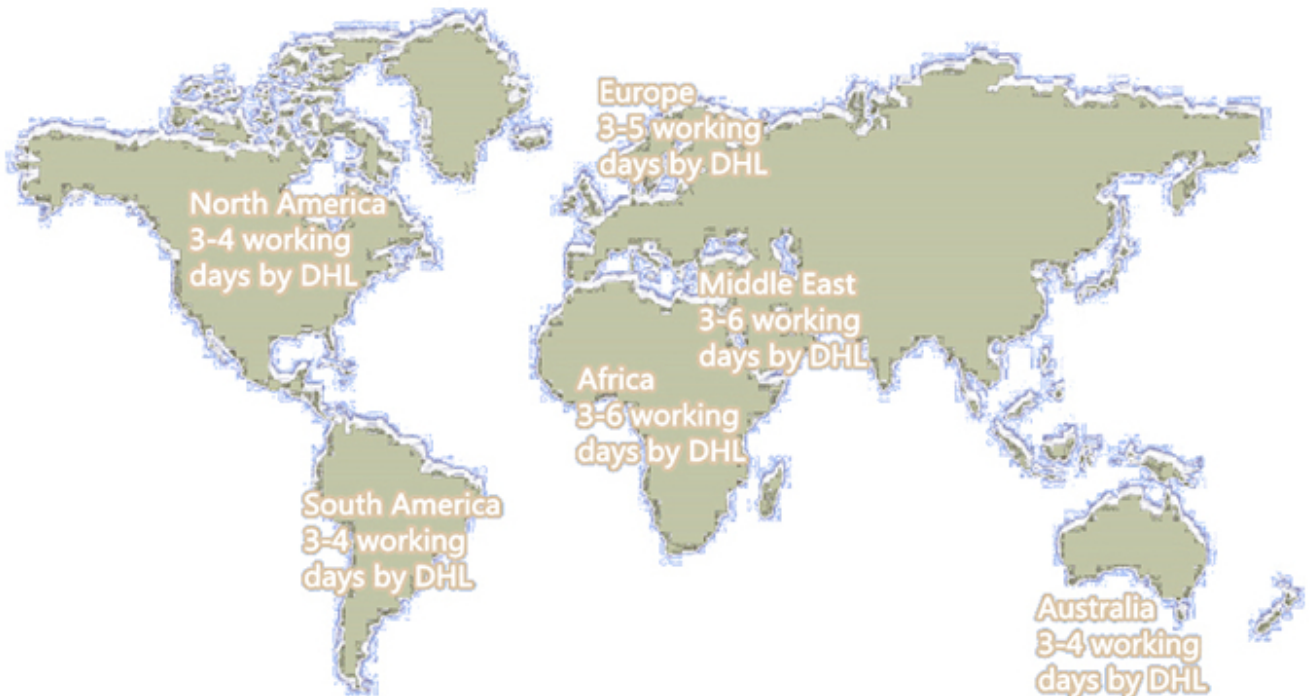 Europe
3-5 working
days by DHL
North America
3-4 working
days by DHL
Middle East
3-6 working
days by DHL
Africa
3-6 working
days by DHL
South America
3-4 working
days by DHL
Australia
3-4 working
days by DHL